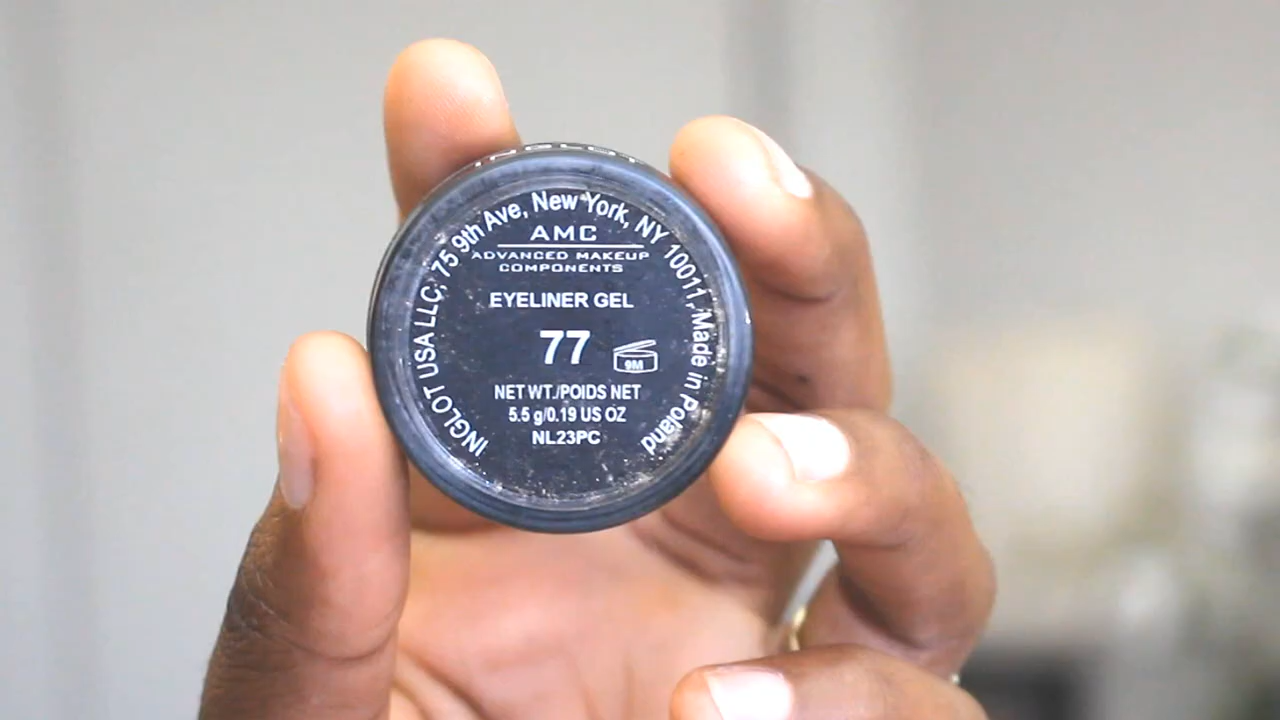 INGLOT USA LLC, 75 9th Ave, New York, NY 10011, Made in Poland
AMC
ADVANCED MAKEUP
COMPONENTS
EYELINER GEL
77
9M
NET WT./POIDS NET
5.5 g/0.19 US OZ
NL23PC